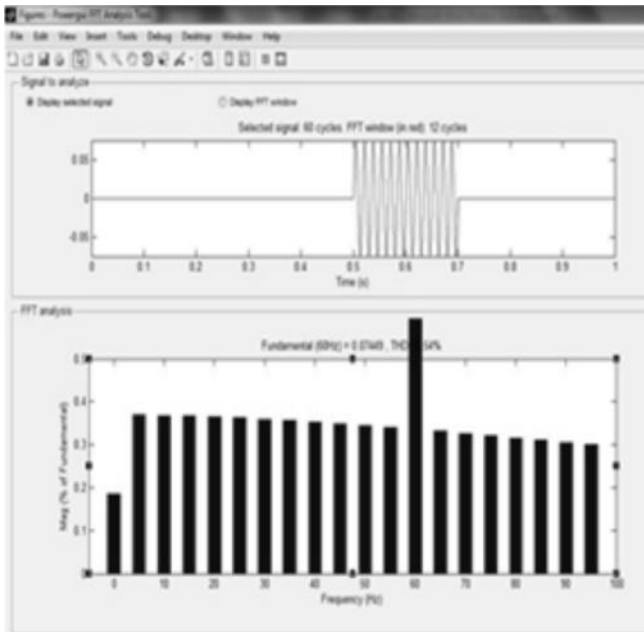 Figures - Powergui FFT Analysis Tool
File Edit View Insert Tools Debug Desktop Window Help
Signal to analyze
Display selected signal
Display FFT window
Selected signal: 60 cycles. FFT window (in red): 12 cycles
0.05
0
-0.05
0 0.1 0.2 0.3 0.4 0.5 0.6 0.7 0.8 0.9 1
Time (s)
FFT analysis
Fundamental (60Hz) = 0.07449 , THD
54%
0.5
0.4
0.3
0.2
0.1
0 10 20 30 40 50 60 70 80 90 100
Frequency (Hz)
Mag (% of Fundamental)